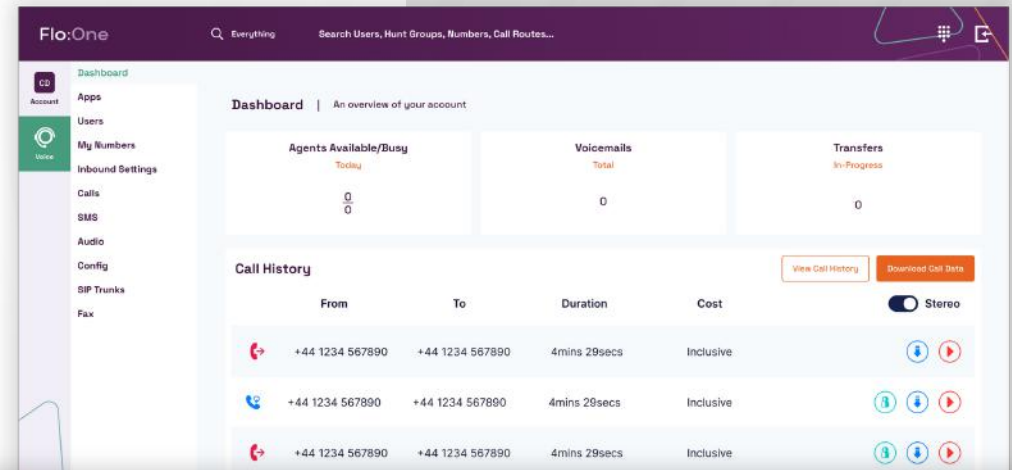 Flo:One
Everything
Search Users, Hunt Groups, Numbers, Call Routes...
CD
Account
Voice
Dashboard
Apps
Users
My Numbers
Inbound Settings
Calls
SMS
Audio
Config
SIP Trunks
Fax
Dashboard | An overview of your account
Agents Available/Busy
Today
0
0
Voicemails
Total
0
Transfers
In-Progress
0
Call History
View Call History
Download Call Data
From To Duration Cost Stereo
+44 1234 567890 +44 1234 567890 4mins 29secs Inclusive
+44 1234 567890 +44 1234 567890 4mins 29secs Inclusive
+44 1234 567890 +44 1234 567890 4mins 29secs Inclusive